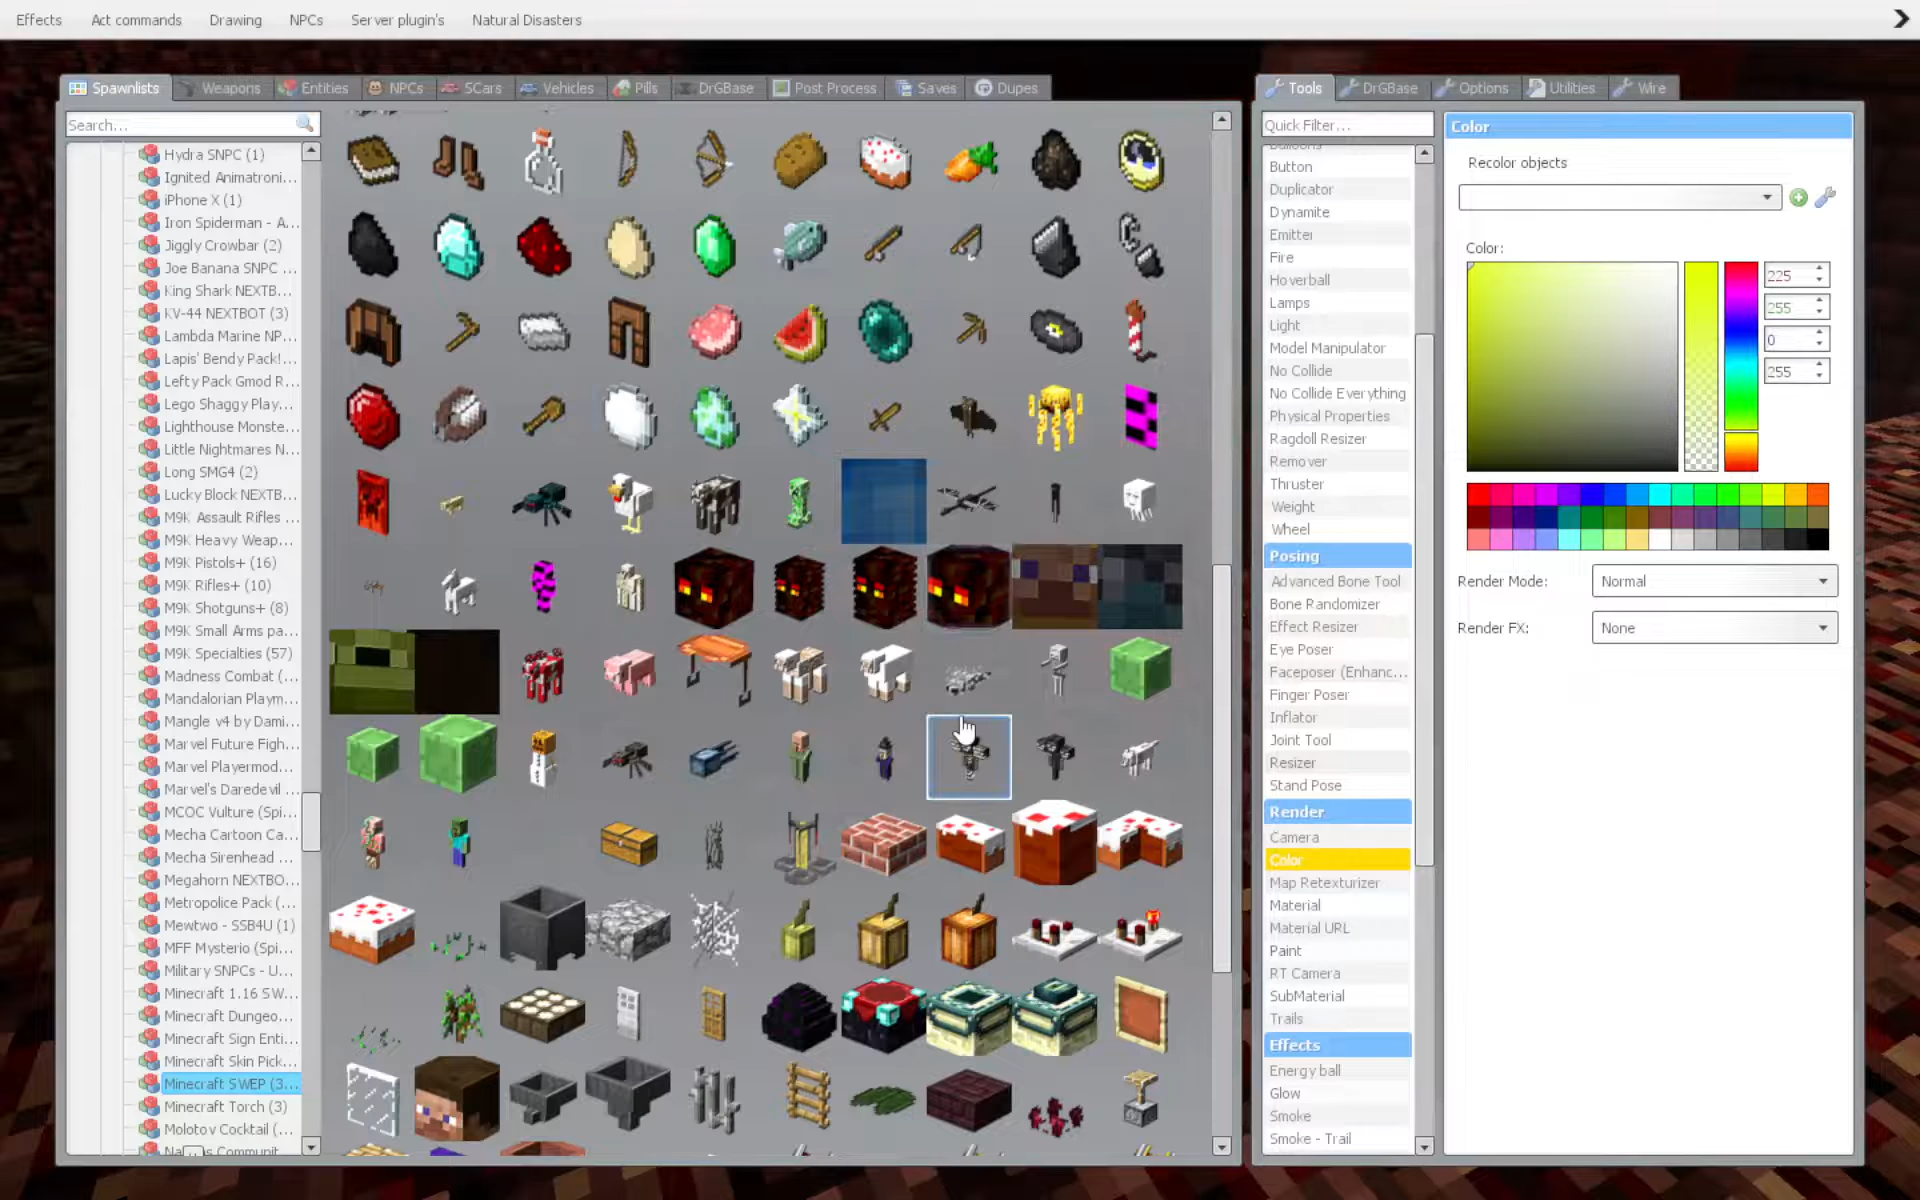 Effects Act commands Drawing NPCs Server plugin's Natural Disasters
Spawnlists Weapons Entities NPCs SCars Vehicles Pills DrGBase Post Process Saves Dupes
Search...
Hydra SNPC (1)
Ignited Animatroni...
iPhone X (1)
Iron Spiderman - A...
Jiggly Crowbar (2)
Joe Banana SNPC ...
King Shark NEXTB...
KV-44 NEXTBOT (3)
Lambda Marine NP...
Lapis' Bendy Pack!...
Lefty Pack Gmod R...
Lego Shaggy Play...
Lighthouse Monste...
Little Nightmares N...
Long SMG4 (2)
Lucky Block NEXTB...
M9K Assault Rifles ...
M9K Heavy Weap...
M9K Pistols+ (16)
M9K Rifles+ (10)
M9K Shotguns+ (8)
M9K Small Arms pa...
M9K Specialties (57)
Madness Combat (...
Mandalorian Playm...
Mangle v4 by Dami...
Marvel Future Figh...
Marvel Playermod...
Marvel's Daredevil ...
MCOC Vulture (Spi...
Mecha Cartoon Ca...
Mecha Sirenhead ...
Megahorn NEXTBO...
Metropolice Pack (...
Mewtwo - SSB4U (1)
MFF Mysterio (Spi...
Military SNPCs - U...
Minecraft 1.16 SW...
Minecraft Dungeo...
Minecraft Sign Enti...
Minecraft Skin Pick...
Minecraft SWEP (3...
Minecraft Torch (3)
Molotov Cocktail (...
Tools DrGBase Options Utilities Wire
Quick Filter...
Balloons
Button
Duplicator
Dynamite
Emitter
Fire
Hoverball
Lamps
Light
Model Manipulator
No Collide
No Collide Everything
Physical Properties
Ragdoll Resizer
Remover
Thruster
Weight
Wheel
Posing
Advanced Bone Tool
Bone Randomizer
Effect Resizer
Eye Poser
Faceposer (Enhanc...
Finger Poser
Inflator
Joint Tool
Resizer
Stand Pose
Render
Camera
Color
Map Retexturizer
Material
Material URL
Paint
RT Camera
SubMaterial
Trails
Effects
Energy ball
Glow
Smoke
Smoke - Trail
Color
Recolor objects
Color:
225
255
0
255
Render Mode: Normal
Render FX: None